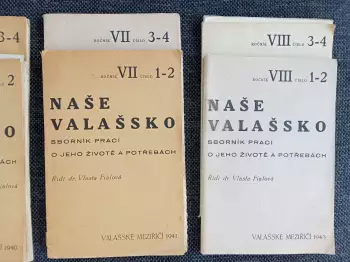 3-4
2
1940
ROČNÍK VII ČÍSLO 3-4
ROČNÍK VII ČÍSLO 1-2
NAŠE
VALAŠSKO
SBORNÍK PRACÍ
O JEHO ŽIVOTĚ A POTŘEBÁCH
Řídí dr. Vlasta Fialová
VALAŠSKÉ MEZIŘÍČÍ 1941
ROČNÍK VIII ČÍSLO 3-4
ROČNÍK VIII ČÍSLO 1-2
NAŠE
VALAŠSKO
SBORNÍK PRACÍ
O JEHO ŽIVOTĚ A POTŘEBÁCH
Řídí dr. Vlasta Fialová
VALAŠSKÉ MEZIŘÍČÍ